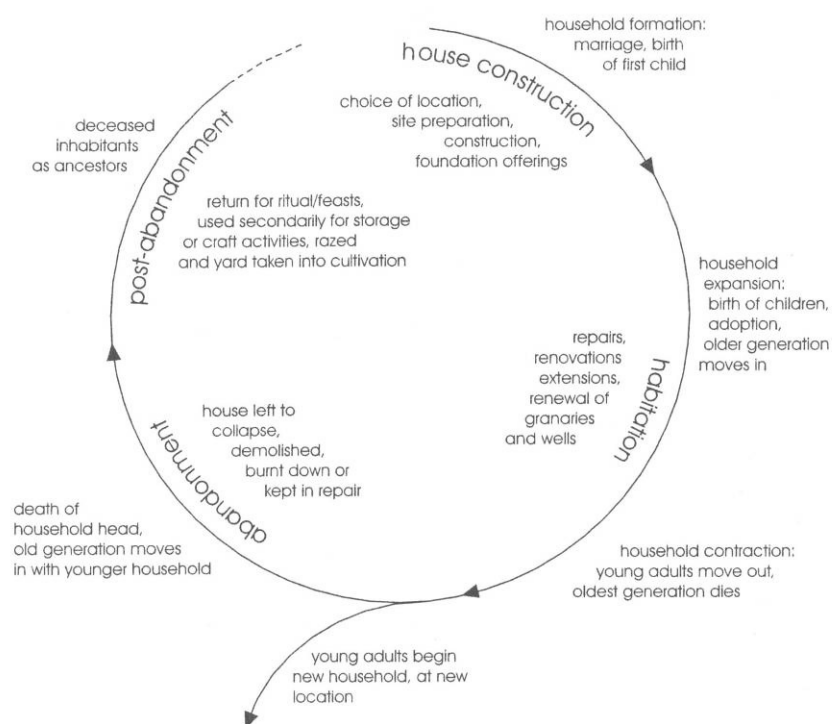 household formation:
marriage, birth
of first child
house construction
choice of location,
site preparation,
construction,
foundation offerings
household
expansion:
birth of children,
adoption,
older generation
moves in
habitation
repairs,
renovations
extensions,
renewal of
granaries
and wells
household contraction:
young adults move out,
oldest generation dies
young adults begin
new household, at new
location
abandonment
house left to
collapse,
demolished,
burnt down or
kept in repair
death of
household head,
old generation moves
in with younger household
post-abandonment
return for ritual/feasts,
used secondarily for storage
or craft activities, razed
and yard taken into cultivation
deceased
inhabitants
as ancestors